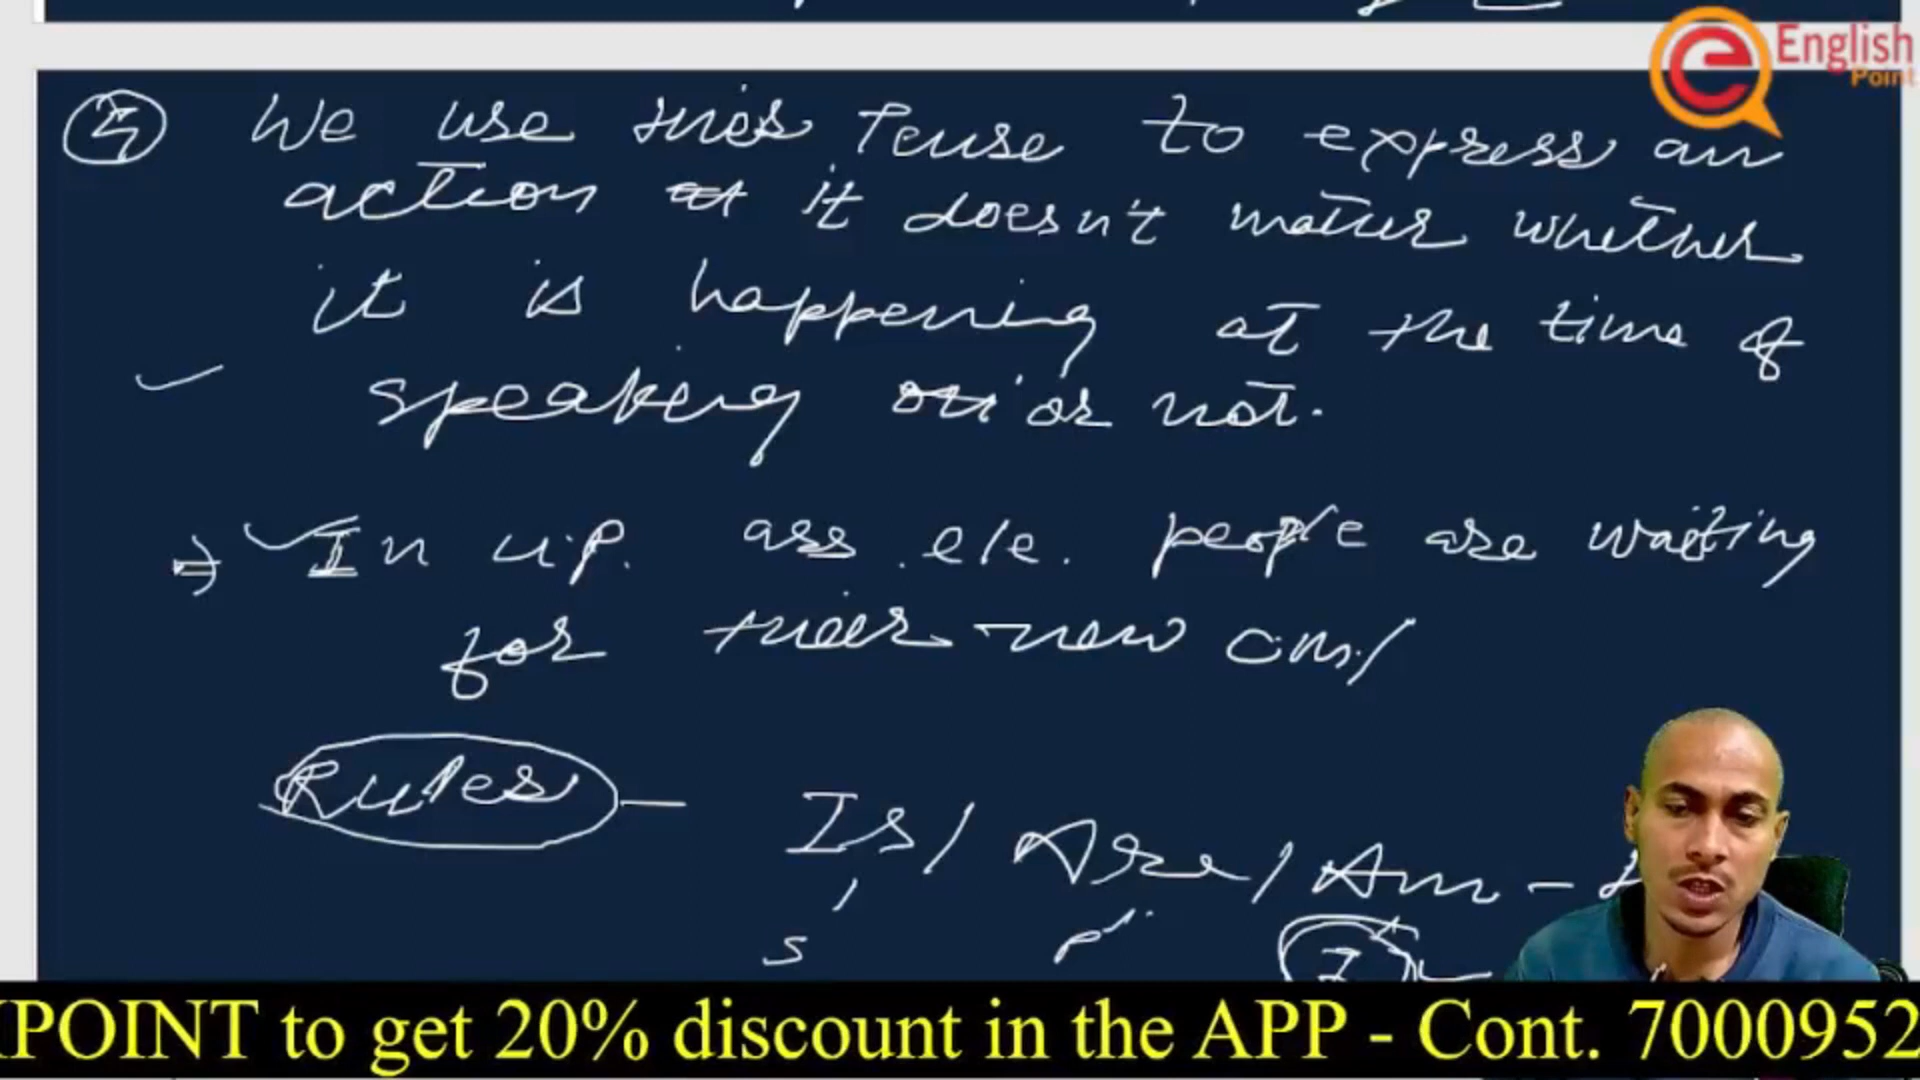 English
Point
② We use this Tense to express an
action at it doesn't matter whether
it is happening at the time of
speaking or not.
⇒ In U.P. ass. ele. people are waiting
for their new cm/
Rules — Is / Are / Am -
s p I
POINT to get 20% discount in the APP - Cont. 7000952